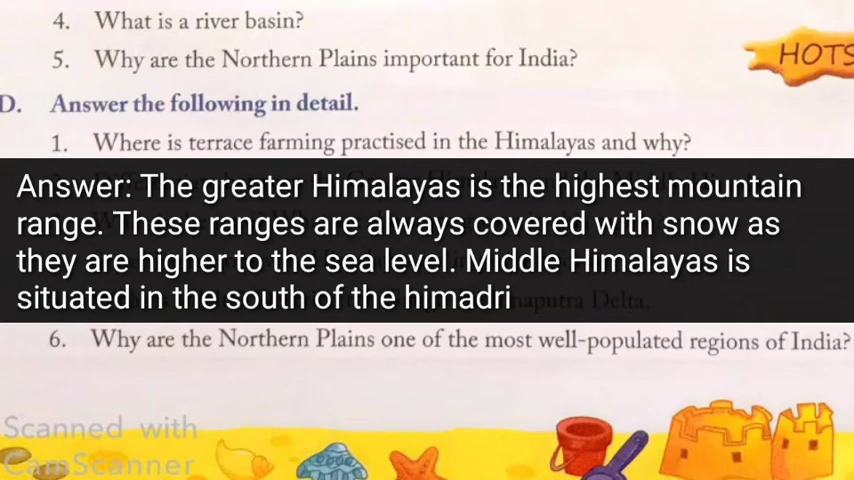 4. What is a river basin?
5. Why are the Northern Plains important for India?
HOTS
D. Answer the following in detail.
1. Where is terrace farming practised in the Himalayas and why?
Answer: The greater Himalayas is the highest mountain
range. These ranges are always covered with snow as
they are higher to the sea level. Middle Himalayas is
situated in the south of the himadri
Delta.
6. Why are the Northern Plains one of the most well-populated regions of India?
Scanned with
CamScanner